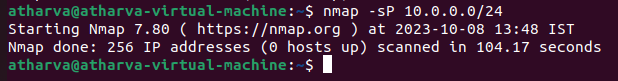 atharva@atharva-virtual-machine:~$ nmap -sP 10.0.0.0/24
Starting Nmap 7.80 ( https://nmap.org ) at 2023-10-08 13:48 IST
Nmap done: 256 IP addresses (0 hosts up) scanned in 104.17 seconds
atharva@atharva-virtual-machine:~$